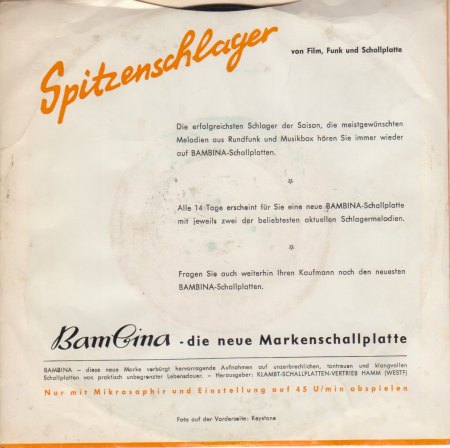 Spitzenschlager
von Film, Funk und Schallplatte
Die erfolgreichsten Schlager der Saison, die meistgewünschten
Melodien aus Rundfunk und Musikbox hören Sie immer wieder
auf BAMBINA-Schallplatten.
*
Alle 14 Tage erscheint für Sie eine neue BAMBINA-Schallplatte
mit jeweils zwei der beliebtesten aktuellen Schlagermelodien.
*
Fragen Sie auch weiterhin Ihren Kaufmann nach den neuesten
BAMBINA-Schallplatten.
Bambina - die neue Markenschallplatte
BAMBINA – diese neue Marke verbürgt hervorragende Aufnahmen auf unzerbrechlichen, tontreuen und klangvollen
Schallplatten von praktisch unbegrenzter Lebensdauer. – Herausgeber: KLAMBT-SCHALLPLATTEN-VERTRIEB HAMM (WESTF)
Nur mit Mikrosaphir und Einstellung auf 45 U/min abspielen
Foto auf der Vorderseite: Keystone